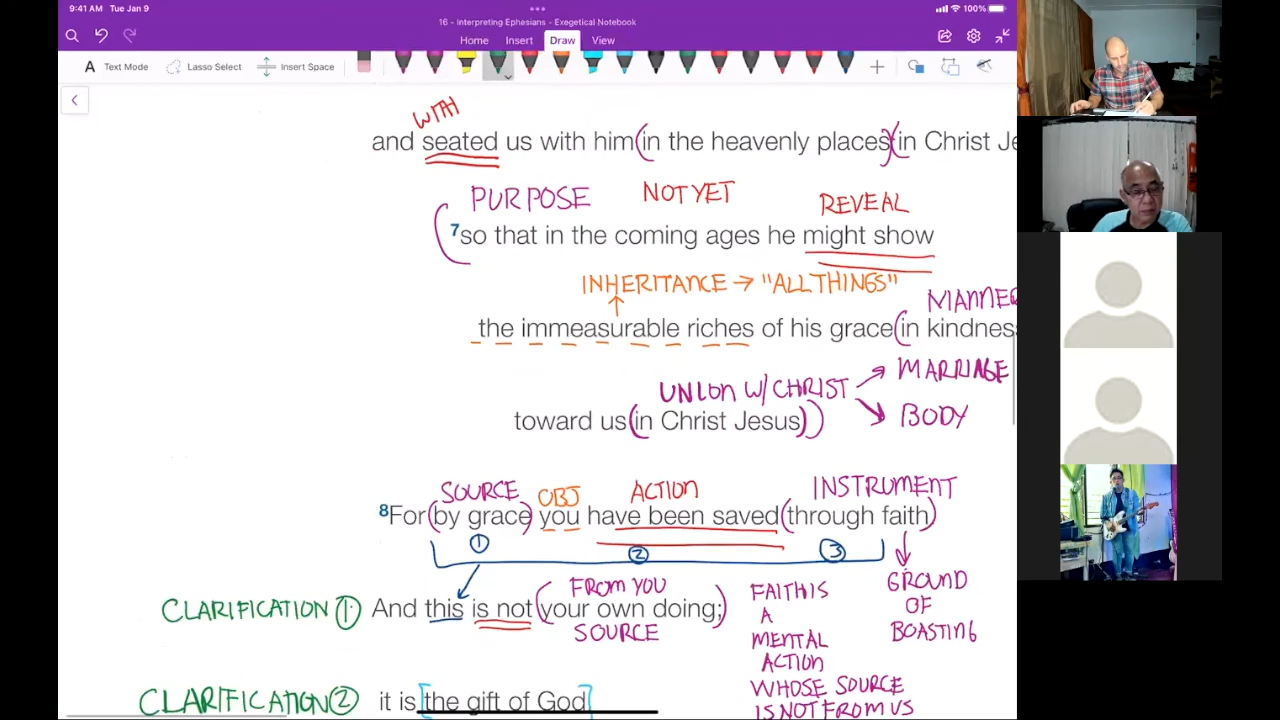 9:41 AM Tue Jan 9
100%
16 - Interpreting Ephesians - Exegetical Notebook
Home Insert Draw View
A Text Mode Lasso Select Insert Space
WITH
and seated us with him (in the heavenly places) (in Christ Je
PURPOSE NOT YET REVEAL
(7so that in the coming ages he might show
INHERITANCE → "ALL THINGS"
MANNER
the immeasurable riches of his grace (in kindness
UNION W/ CHRIST MARRIAGE
BODY
toward us (in Christ Jesus))
SOURCE OBJ ACTION INSTRUMENT
8For (by grace) you have been saved (through faith)
① ② ③
FROM YOU
CLARIFICATION ① And this is not (your own doing;)
SOURCE
FAITH IS
A
MENTAL
ACTION
WHOSE SOURCE
IS NOT FROM US
GROUND
OF
BOASTING
CLARIFICATION ② it is [the gift of God]